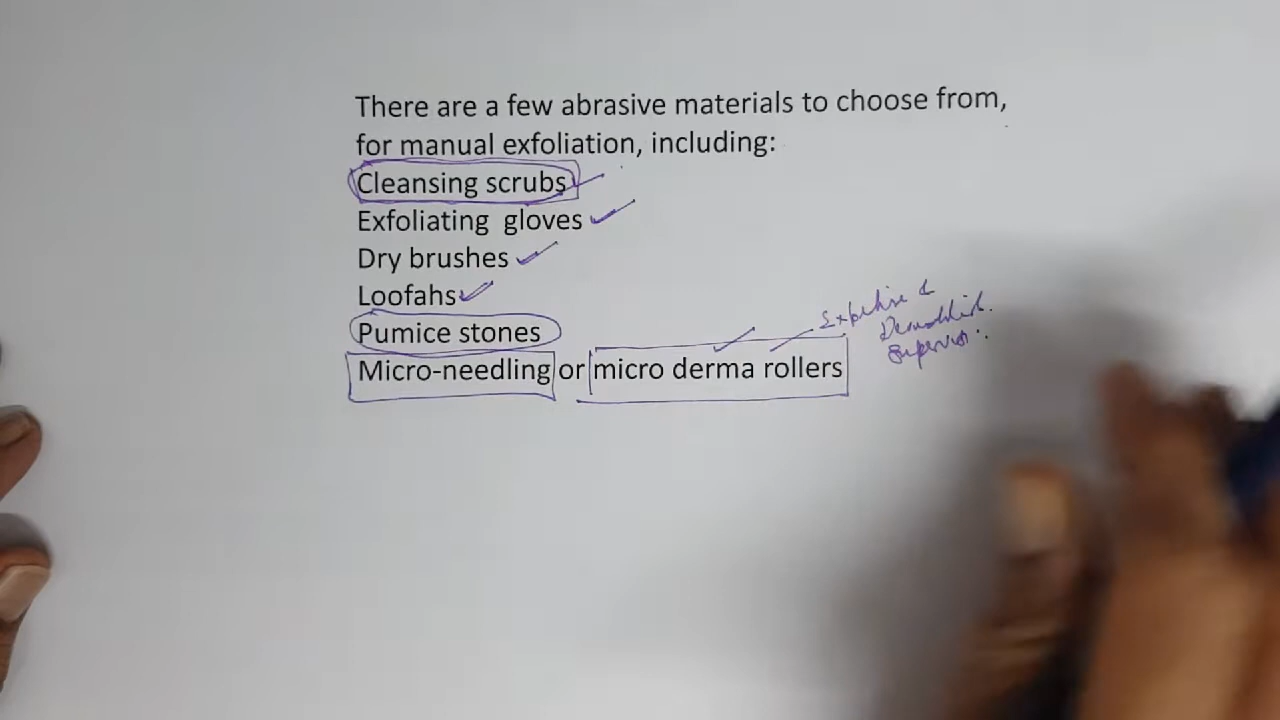 There are a few abrasive materials to choose from,
for manual exfoliation, including:
Cleansing scrubs
Exfoliating gloves
Dry brushes
Loofahs
Pumice stones
Micro-needling or micro derma rollers